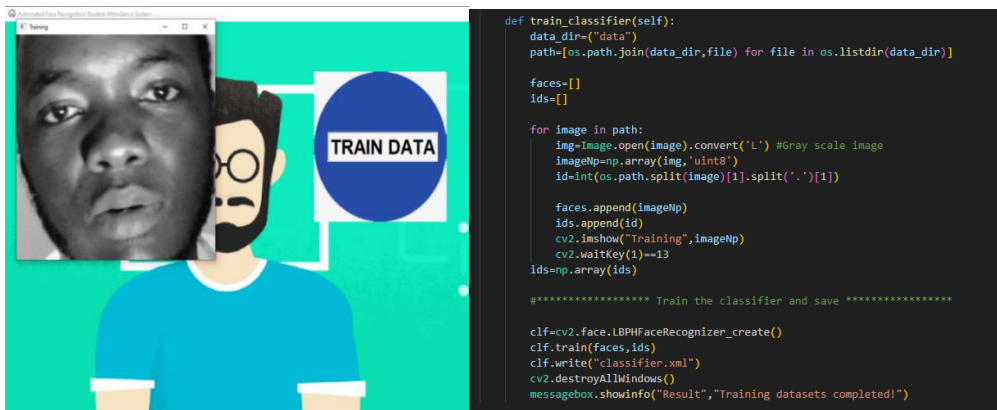 Automated Face Recognition Student Attendance System
Training
TRAIN DATA
def train_classifier(self):
    data_dir=("data")
    path=[os.path.join(data_dir,file) for file in os.listdir(data_dir)]
    faces=[]
    ids=[]
    for image in path:
        img=Image.open(image).convert('L') #Gray scale image
        imageNp=np.array(img,'uint8')
        id=int(os.path.split(image)[1].split('.')[1])
        faces.append(imageNp)
        ids.append(id)
        cv2.imshow("Training",imageNp)
        cv2.waitKey(1)==13
    ids=np.array(ids)
    #****************** Train the classifier and save *****************
    clf=cv2.face.LBPHFaceRecognizer_create()
    clf.train(faces,ids)
    clf.write("classifier.xml")
    cv2.destroyAllWindows()
    messagebox.showinfo("Result","Training datasets completed!")